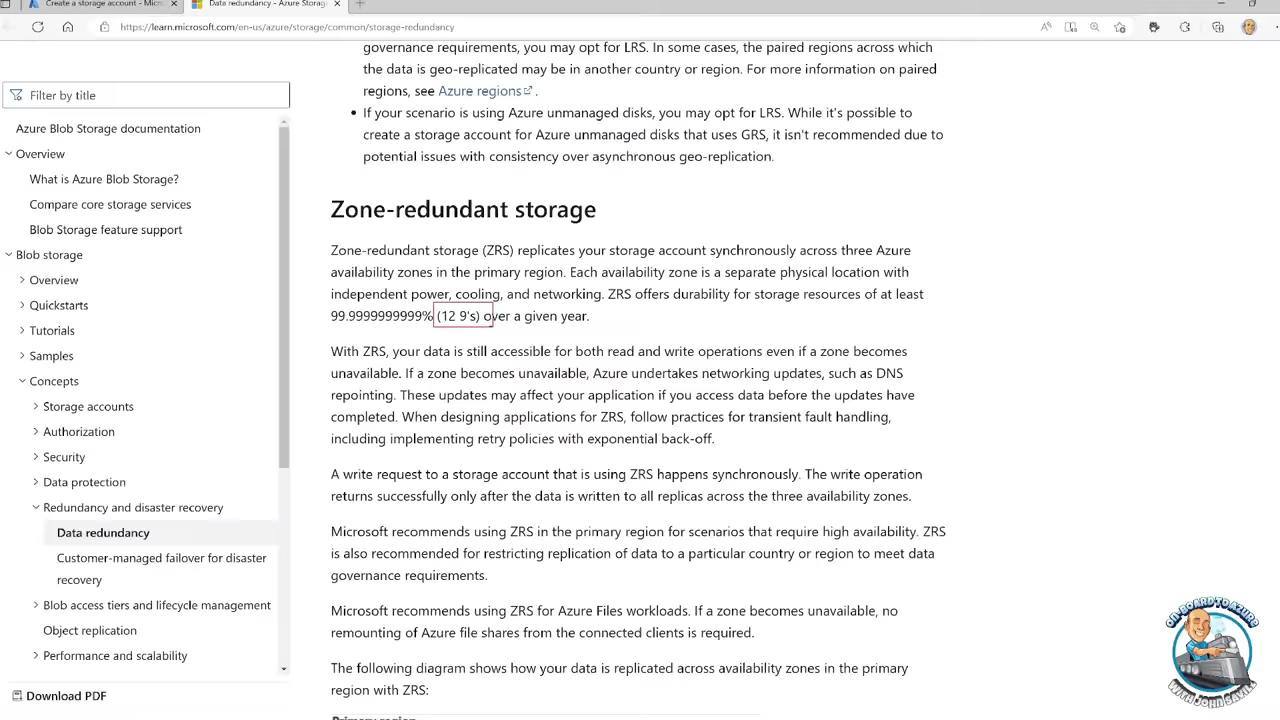 Create a storage account - Micr
Data redundancy - Azure Storage
https://learn.microsoft.com/en-us/azure/storage/common/storage-redundancy
Filter by title
Azure Blob Storage documentation
Overview
What is Azure Blob Storage?
Compare core storage services
Blob Storage feature support
Blob storage
Overview
Quickstarts
Tutorials
Samples
Concepts
Storage accounts
Authorization
Security
Data protection
Redundancy and disaster recovery
Data redundancy
Customer-managed failover for disaster
recovery
Blob access tiers and lifecycle management
Object replication
Performance and scalability
Download PDF
governance requirements, you may opt for LRS. In some cases, the paired regions across which
the data is geo-replicated may be in another country or region. For more information on paired
regions, see Azure regions.
• If your scenario is using Azure unmanaged disks, you may opt for LRS. While it's possible to
create a storage account for Azure unmanaged disks that uses GRS, it isn't recommended due to
potential issues with consistency over asynchronous geo-replication.
Zone-redundant storage
Zone-redundant storage (ZRS) replicates your storage account synchronously across three Azure
availability zones in the primary region. Each availability zone is a separate physical location with
independent power, cooling, and networking. ZRS offers durability for storage resources of at least
99.9999999999% (12 9's) over a given year.
With ZRS, your data is still accessible for both read and write operations even if a zone becomes
unavailable. If a zone becomes unavailable, Azure undertakes networking updates, such as DNS
repointing. These updates may affect your application if you access data before the updates have
completed. When designing applications for ZRS, follow practices for transient fault handling,
including implementing retry policies with exponential back-off.
A write request to a storage account that is using ZRS happens synchronously. The write operation
returns successfully only after the data is written to all replicas across the three availability zones.
Microsoft recommends using ZRS in the primary region for scenarios that require high availability. ZRS
is also recommended for restricting replication of data to a particular country or region to meet data
governance requirements.
Microsoft recommends using ZRS for Azure Files workloads. If a zone becomes unavailable, no
remounting of Azure file shares from the connected clients is required.
The following diagram shows how your data is replicated across availability zones in the primary
region with ZRS:
Primary region
ON-BOARD TO AZURE
WITH JOHN SAVILL